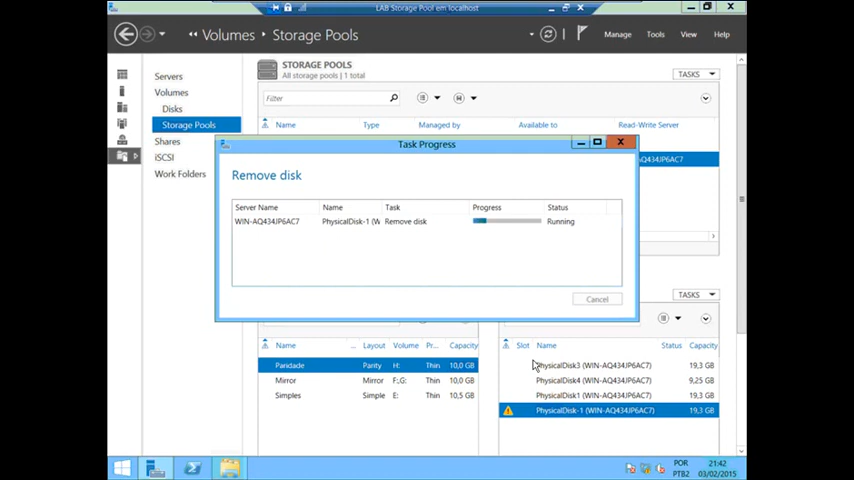 LAB Storage Pool em localhost
Volumes Storage Pools Manage Tools View Help
Servers
Volumes
Disks
Storage Pools
Shares
iSCSI
Work Folders
STORAGE POOLS
All storage pools | 1 total
TASKS
Filter
Name Type Managed by Available to Read-Write Server
AQ434JP6AC7
Task Progress
Remove disk
Server Name Name Task Progress Status
WIN-AQ434JP6AC7 PhysicalDisk-1 (W Remove disk Running
Cancel
TASKS
Name ... Layout Volume Pr... Capacity
Paridade Parity H: Thin 10,0 GB
Mirror Mirror F:,G: Thin 10,0 GB
Simples E: Thin 10,5 GB
Slot Name Status Capacity
PhysicalDisk3 (WIN-AQ434JP6AC7) 19,3 GB
PhysicalDisk4 (WIN-AQ434JP6AC7) 9,25 GB
PhysicalDisk1 (WIN-AQ434JP6AC7) 19,3 GB
PhysicalDisk-1 (WIN-AQ434JP6AC7) 19,3 GB
POR
PTB2
21:42
03/02/2015